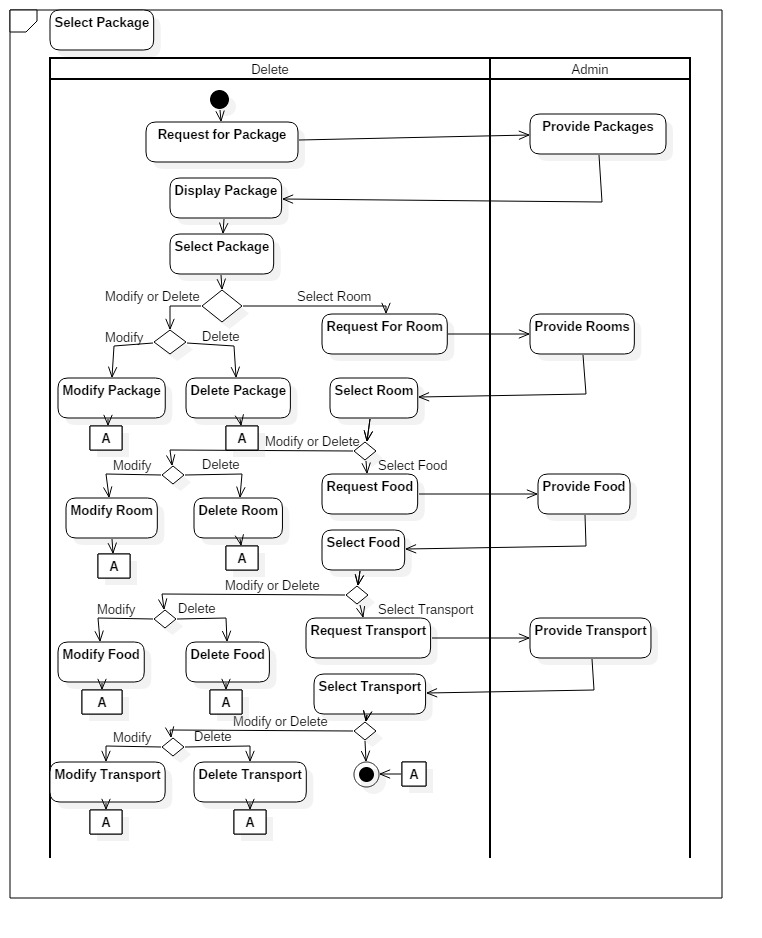 Select Package
Delete
Admin
Request for Package
Provide Packages
Display Package
Select Package
Modify or Delete
Select Room
Modify
Delete
Request For Room
Provide Rooms
Modify Package
Delete Package
Select Room
A
A
Modify or Delete
Modify
Delete
Select Food
Request Food
Provide Food
Modify Room
Delete Room
Select Food
A
A
Modify or Delete
Modify
Delete
Select Transport
Request Transport
Provide Transport
Modify Food
Delete Food
Select Transport
A
A
Modify or Delete
Modify
Delete
Modify Transport
Delete Transport
A
A
A